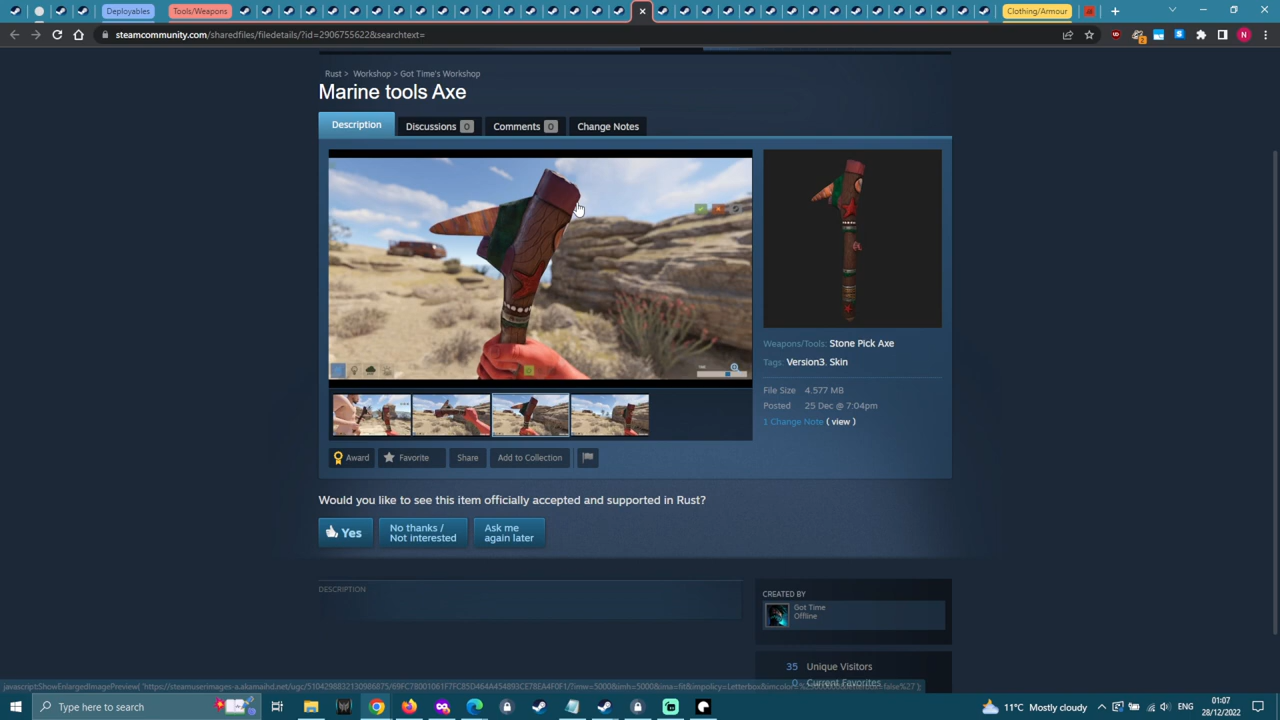 Deployables
Tools/Weapons
Clothing/Armour
steamcommunity.com/sharedfiles/filedetails/?id=2906755622&searchtext=
Rust > Workshop > Got Time's Workshop
Marine tools Axe
Description
Discussions 0
Comments 0
Change Notes
Weapons/Tools: Stone Pick Axe
Tags: Version3, Skin
File Size 4.577 MB
Posted 25 Dec @ 7:04pm
1 Change Note ( view )
Award
Favorite
Share
Add to Collection
Would you like to see this item officially accepted and supported in Rust?
Yes
No thanks /
Not interested
Ask me
again later
DESCRIPTION
CREATED BY
Got Time
Offline
35 Unique Visitors
0 Current Favorites
Type here to search
11°C Mostly cloudy
ENG
01:07
28/12/2022